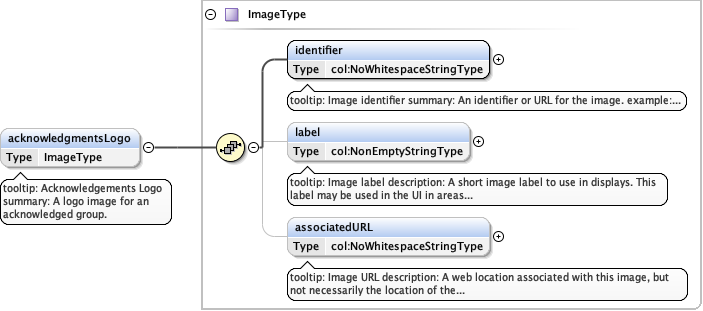 ImageType
identifier
Type col:NoWhitespaceStringType
tooltip: Image identifier summary: An identifier or URL for the image. example:...
acknowledgmentsLogo
Type ImageType
tooltip: Acknowledgements Logo
summary: A logo image for an
acknowledged group.
label
Type col:NonEmptyStringType
tooltip: Image label description: A short image label to use in displays. This
label may be used in the UI in areas...
associatedURL
Type col:NoWhitespaceStringType
tooltip: Image URL description: A web location associated with this image, but
not necessarily the location of the...